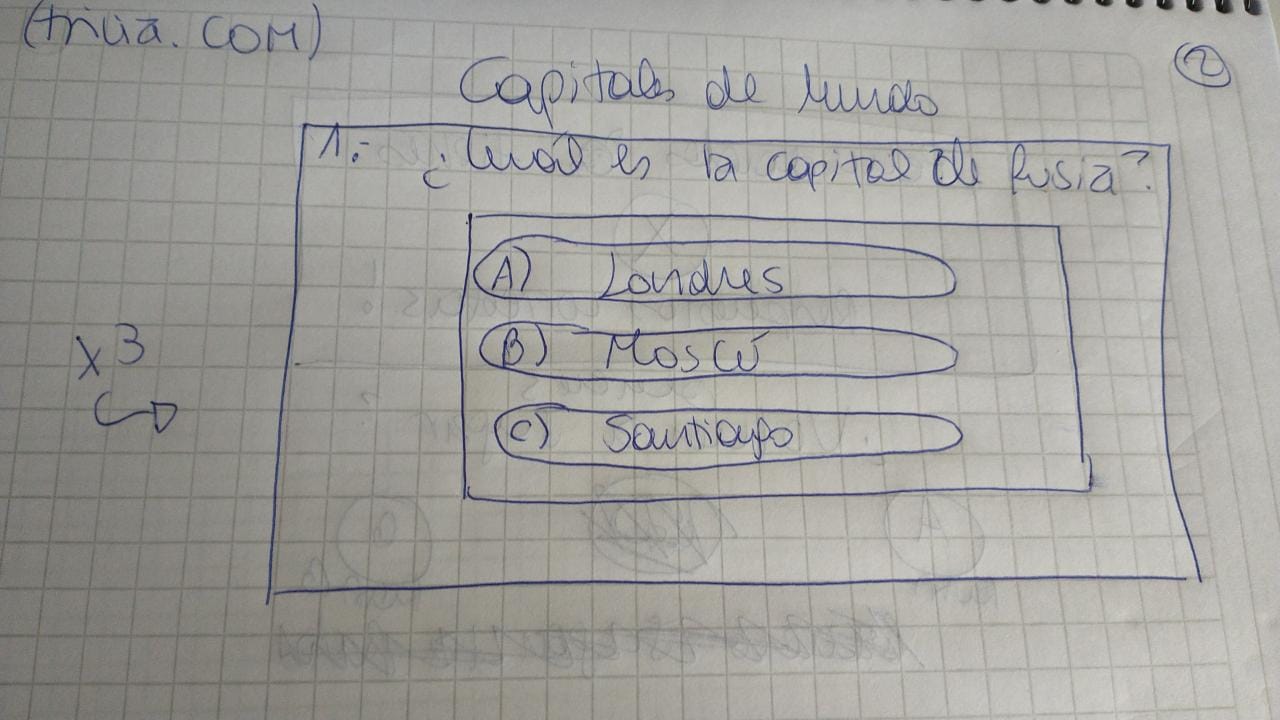 (trivia.COM)
2
Capitales de Mundo
1.- ¿Cuál es la capital de Rusia?
A) Londres
B) Moscú
C) Santiago
x3